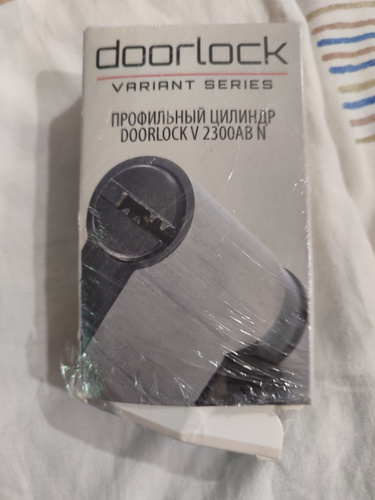 doorlock
VARIANT SERIES
ПРОФИЛЬНЫЙ ЦИЛИНДР
DOORLOCK V 2300AB N